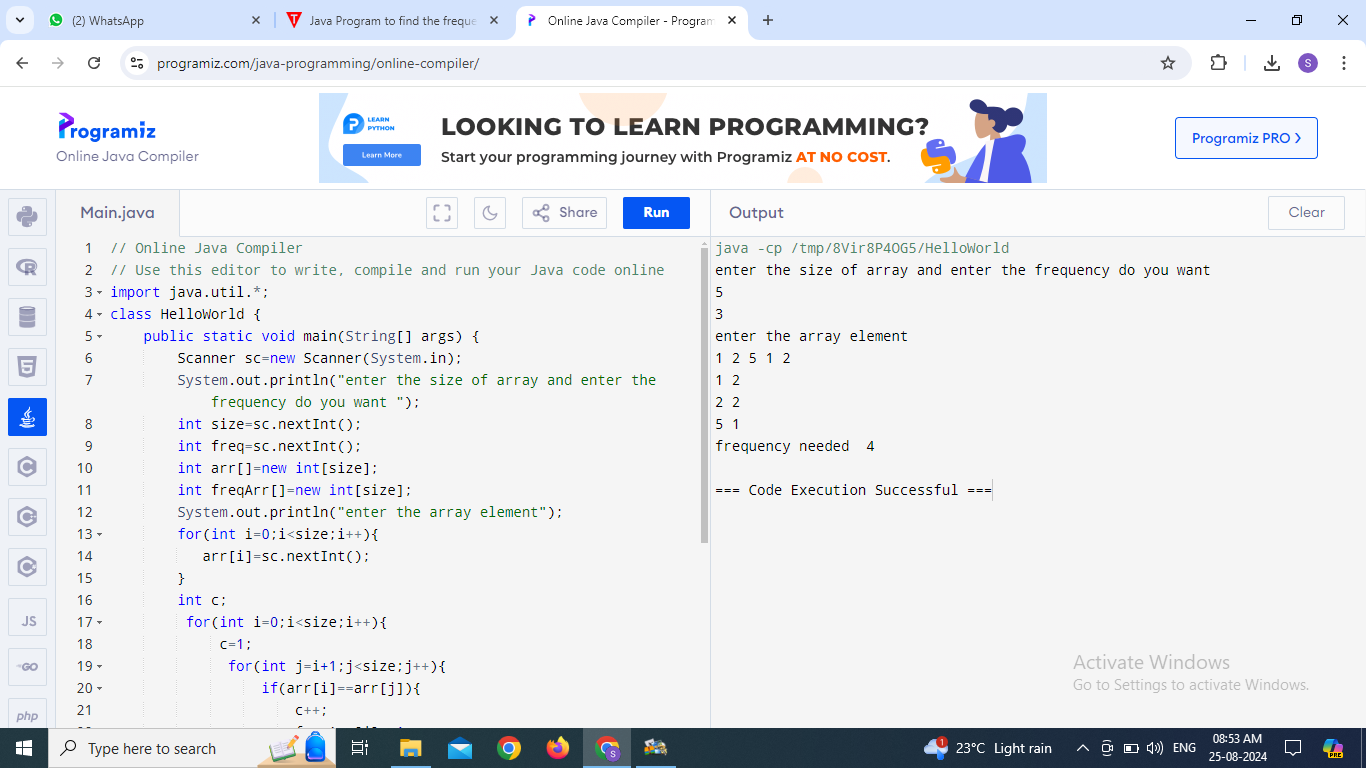 (2) WhatsApp
Java Program to find the freque
Online Java Compiler - Program
programiz.com/java-programming/online-compiler/
S
Programiz
Online Java Compiler
LEARN PYTHON
Learn More
LOOKING TO LEARN PROGRAMMING?
Start your programming journey with Programiz AT NO COST.
Programiz PRO >
Main.java
Share
Run
Output
Clear
1 // Online Java Compiler
2 // Use this editor to write, compile and run your Java code online
3 import java.util.*;
4 class HelloWorld {
5 public static void main(String[] args) {
6 Scanner sc=new Scanner(System.in);
7 System.out.println("enter the size of array and enter the
frequency do you want ");
8 int size=sc.nextInt();
9 int freq=sc.nextInt();
10 int arr[]=new int[size];
11 int freqArr[]=new int[size];
12 System.out.println("enter the array element");
13 for(int i=0;i<size;i++){
14 arr[i]=sc.nextInt();
15 }
16 int c;
17 for(int i=0;i<size;i++){
18 c=1;
19 for(int j=i+1;j<size;j++){
20 if(arr[i]==arr[j]){
21 c++;
java -cp /tmp/8Vir8P4OG5/HelloWorld
enter the size of array and enter the frequency do you want
5
3
enter the array element
1 2 5 1 2
1 2
2 2
5 1
frequency needed  4
=== Code Execution Successful ===
JS
GO
php
Activate Windows
Go to Settings to activate Windows.
Type here to search
S
1
23°C Light rain
ENG
08:53 AM
25-08-2024
PRE